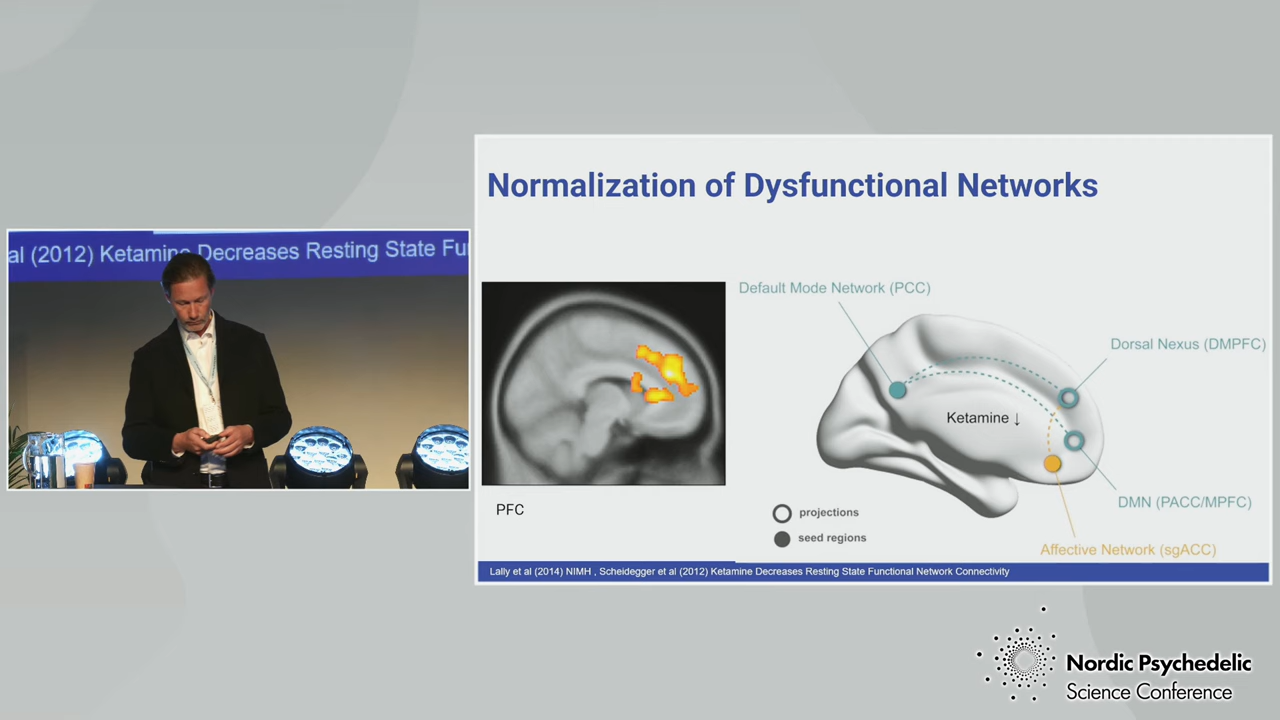 Normalization of Dysfunctional Networks
al (2012) Ketamine Decreases Resting State Fu
Default Mode Network (PCC)
Dorsal Nexus (DMPFC)
Ketamine ↓
DMN (PACC/MPFC)
Affective Network (sgACC)
PFC
projections
seed regions
Lally et al (2014) NIMH , Scheidegger et al (2012) Ketamine Decreases Resting State Functional Network Connectivity
Nordic Psychedelic
Science Conference